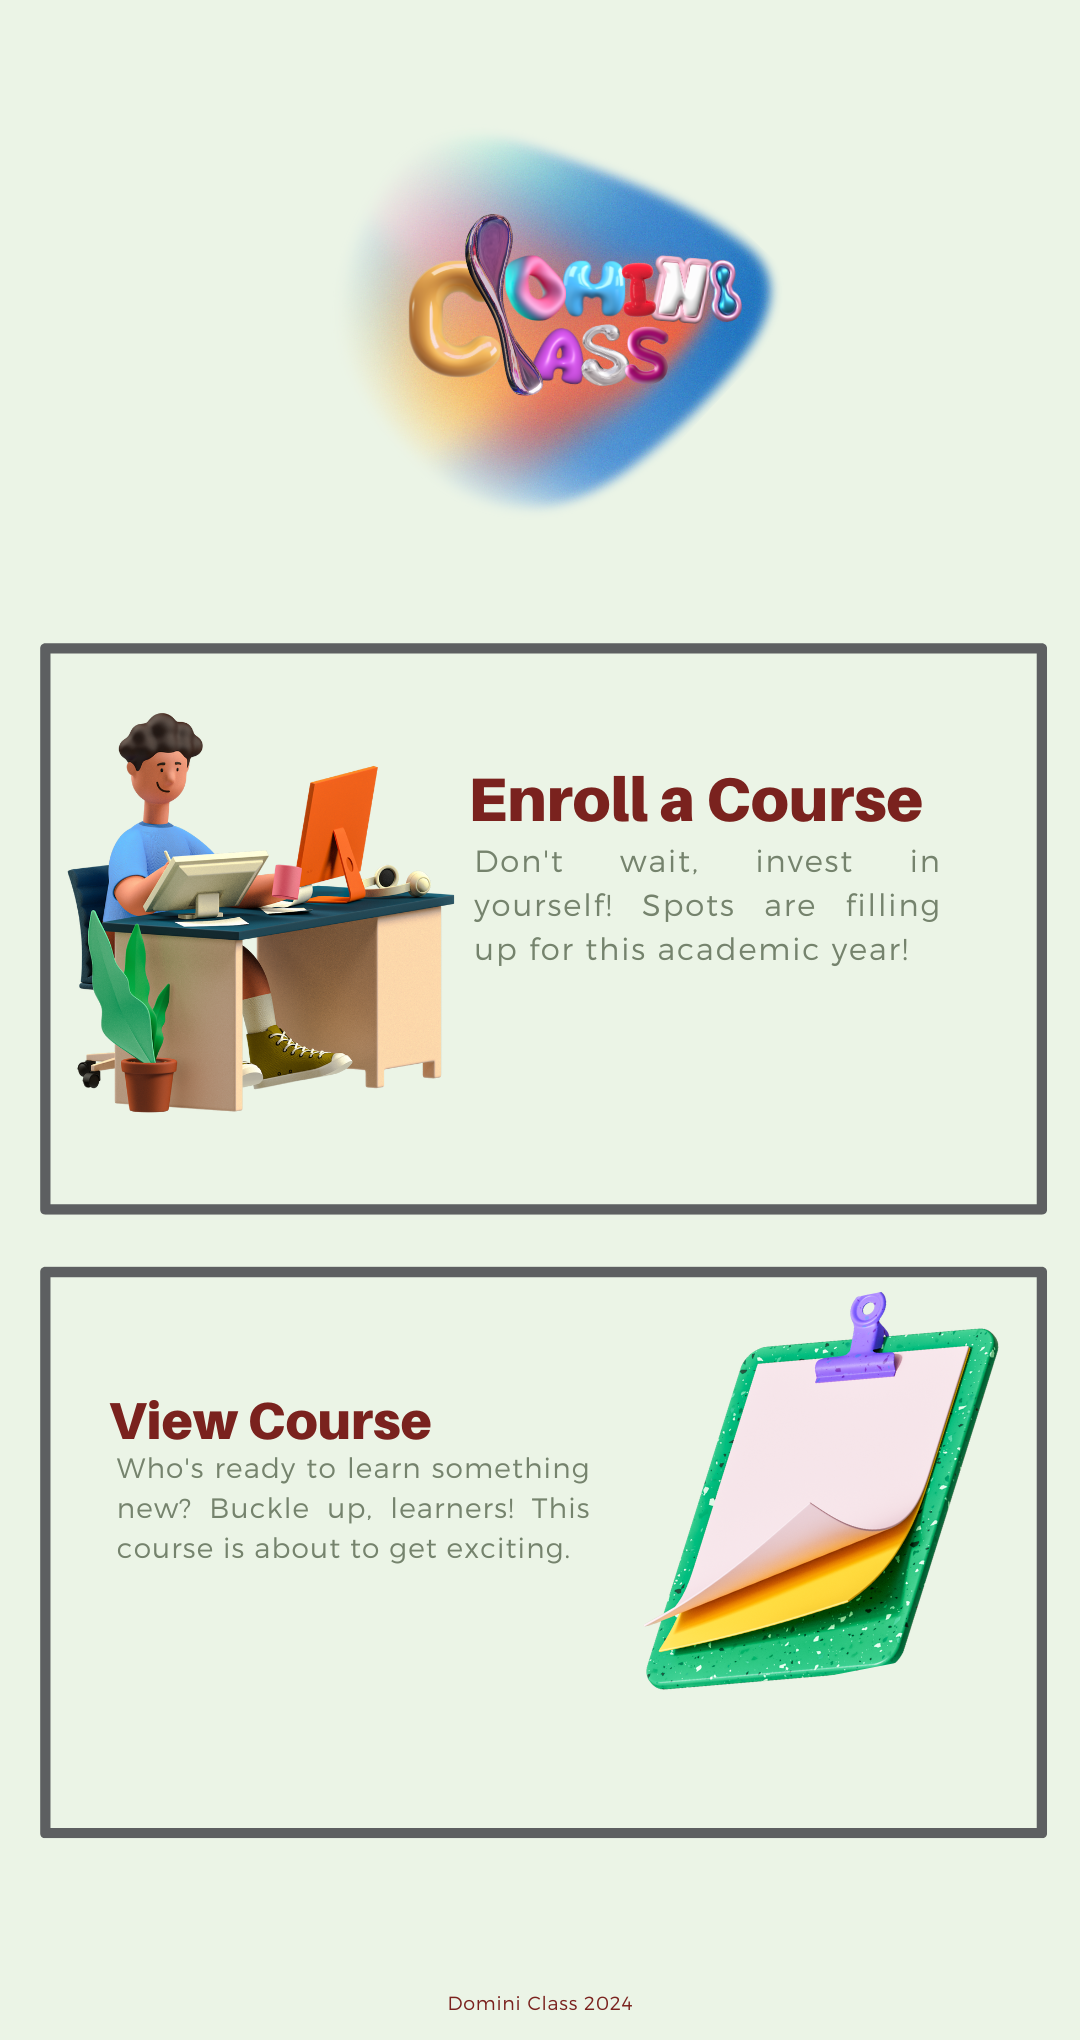 DOMINI
CLASS
Enroll a Course
Don't wait, invest in
yourself! Spots are filling
up for this academic year!
View Course
Who's ready to learn something
new? Buckle up, learners! This
course is about to get exciting.
Domini Class 2024